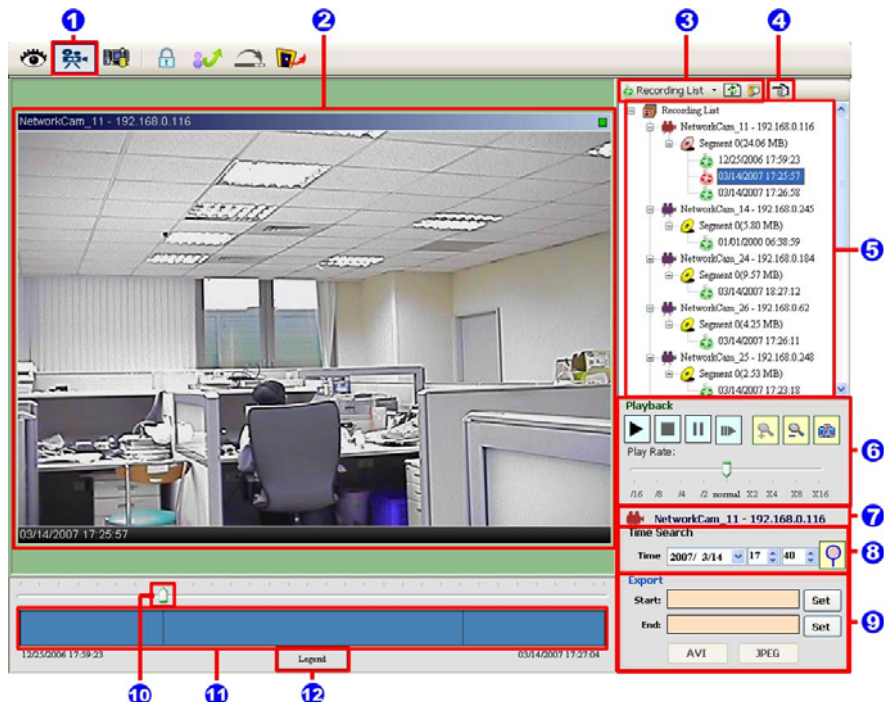 1
2
3
4
Recording List
NetworkCam_11 - 192.168.0.116
Recording List
NetworkCam_11 - 192.168.0.116
Segment 0(24.06 MB)
12/25/2006 17:59:23
03/14/2007 17:25:57
03/14/2007 17:26:58
NetworkCam_14 - 192.168.0.245
Segment 0(5.80 MB)
01/01/2000 06:38:59
5
NetworkCam_24 - 192.168.0.184
Segment 0(9.57 MB)
03/14/2007 18:27:12
NetworkCam_26 - 192.168.0.62
Segment 0(4.25 MB)
03/14/2007 17:26:11
NetworkCam_25 - 192.168.0.248
Segment 0(2.53 MB)
03/14/2007 17:23:18
Playback
6
Play Rate:
/16 /8 /4 /2 normal X2 X4 X8 X16
NetworkCam_11 - 192.168.0.116
7
03/14/2007 17:25:57
Time Search
Time 2007/ 3/14 17 40
8
Export
Start: Set
End: Set
9
AVI JPEG
10
12/25/2006 17:59:23
Legend
03/14/2007 17:27:04
10
11
12